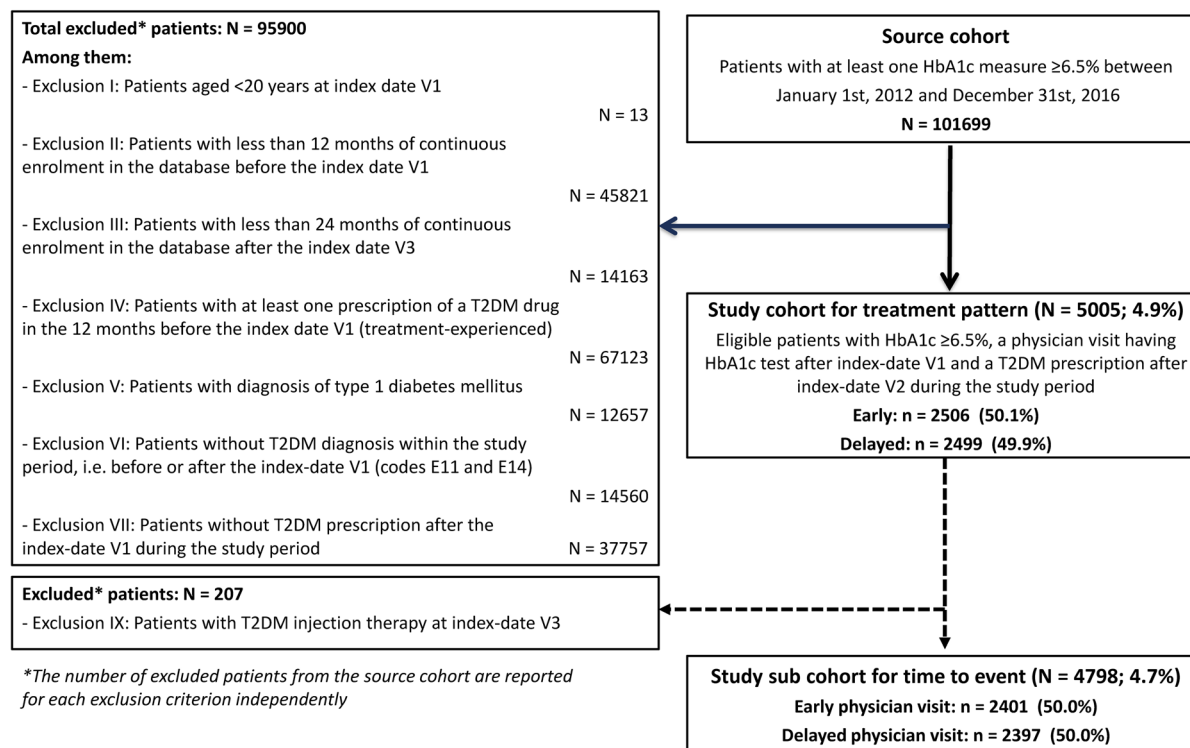 Total excluded* patients: N = 95900
Among them:
- Exclusion I: Patients aged <20 years at index date V1
N = 13
- Exclusion II: Patients with less than 12 months of continuous
enrolment in the database before the index date V1
N = 45821
- Exclusion III: Patients with less than 24 months of continuous
enrolment in the database after the index date V3
N = 14163
- Exclusion IV: Patients with at least one prescription of a T2DM drug
in the 12 months before the index date V1 (treatment-experienced)
N = 67123
- Exclusion V: Patients with diagnosis of type 1 diabetes mellitus
N = 12657
- Exclusion VI: Patients without T2DM diagnosis within the study
period, i.e. before or after the index-date V1 (codes E11 and E14)
N = 14560
- Exclusion VII: Patients without T2DM prescription after the
index-date V1 during the study period N = 37757
Excluded* patients: N = 207
- Exclusion IX: Patients with T2DM injection therapy at index-date V3
*The number of excluded patients from the source cohort are reported
for each exclusion criterion independently
Source cohort
Patients with at least one HbA1c measure ≥6.5% between
January 1st, 2012 and December 31st, 2016
N = 101699
Study cohort for treatment pattern (N = 5005; 4.9%)
Eligible patients with HbA1c ≥6.5%, a physician visit having
HbA1c test after index-date V1 and a T2DM prescription after
index-date V2 during the study period
Early: n = 2506 (50.1%)
Delayed: n = 2499 (49.9%)
Study sub cohort for time to event (N = 4798; 4.7%)
Early physician visit: n = 2401 (50.0%)
Delayed physician visit: n = 2397 (50.0%)